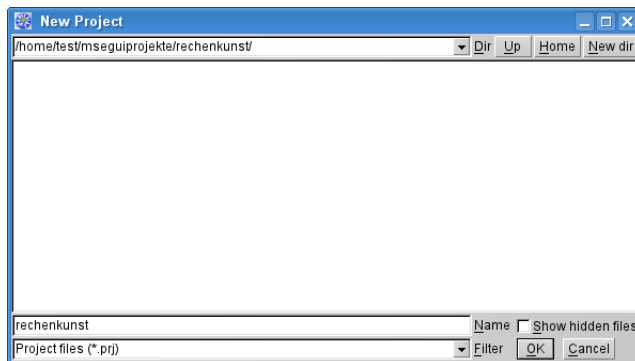 New Project
/home/test/mseguiprojekte/rechenkunst/ Dir Up Home New dir
rechenkunst Name Show hidden files
Project files (*.prj) Filter OK Cancel